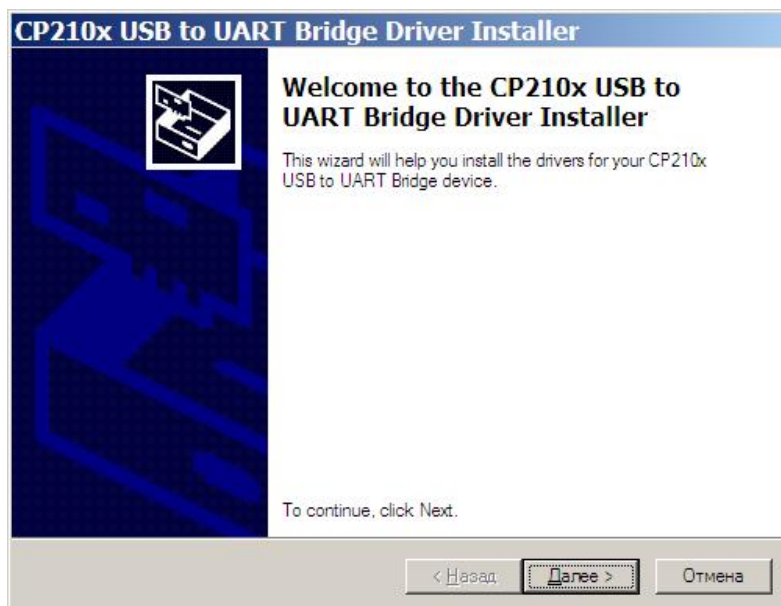 CP210x USB to UART Bridge Driver Installer
Welcome to the CP210x USB to
UART Bridge Driver Installer
This wizard will help you install the drivers for your CP210x
USB to UART Bridge device.
To continue, click Next.
< Назад Далее > Отмена